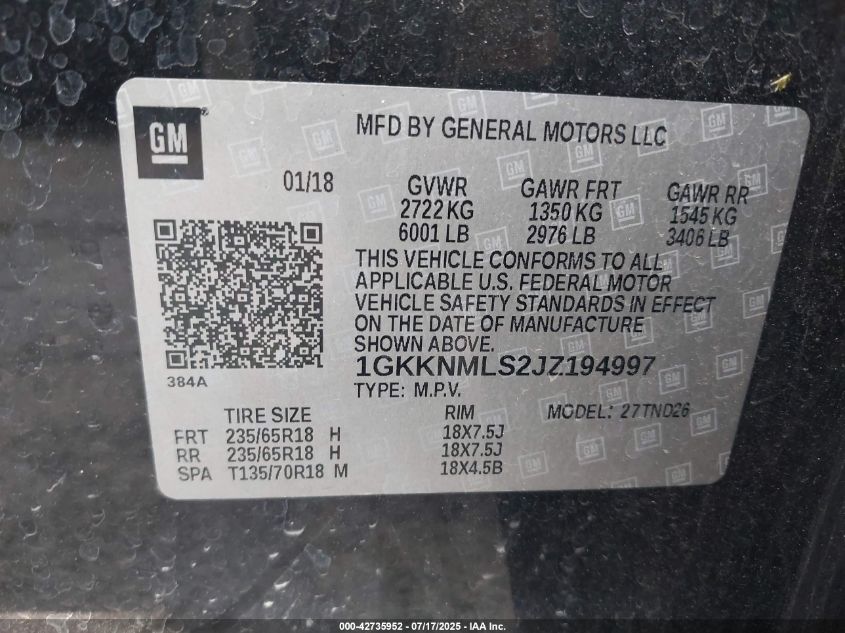 GM
MFD BY GENERAL MOTORS LLC
01/18 GVWR GAWR FRT GAWR RR
2722 KG 1350 KG 1545 KG
6001 LB 2976 LB 3406 LB
THIS VEHICLE CONFORMS TO ALL
APPLICABLE U.S. FEDERAL MOTOR
VEHICLE SAFETY STANDARDS IN EFFECT
ON THE DATE OF MANUFACTURE
SHOWN ABOVE.
1GKKNMLS2JZ194997
384A
TYPE: M.P.V.
TIRE SIZE RIM MODEL: 27TND26
FRT 235/65R18 H 18X7.5J
RR 235/65R18 H 18X7.5J
SPA T135/70R18 M 18X4.5B
000-42735952 / 07/17/2025 - IAA Inc.